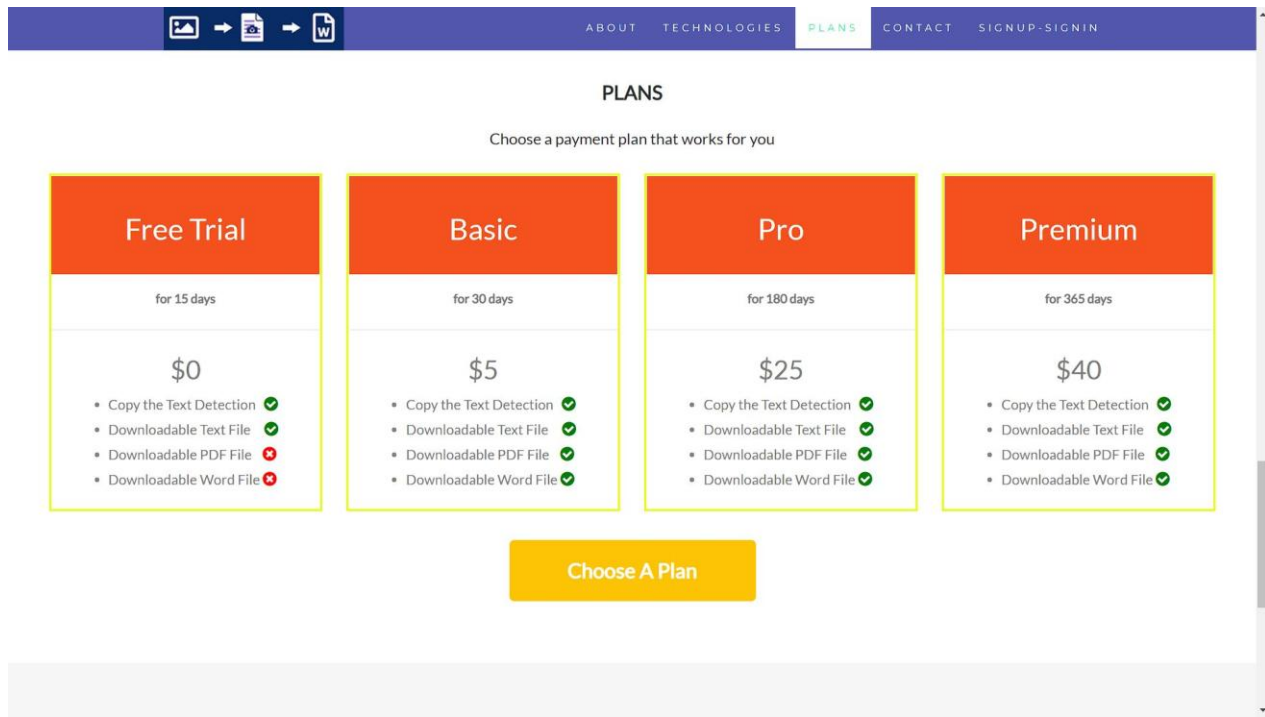 ABOUT TECHNOLOGIES PLANS CONTACT SIGNUP-SIGNIN
PLANS
Choose a payment plan that works for you
Free Trial
for 15 days
$0
• Copy the Text Detection
• Downloadable Text File
• Downloadable PDF File
• Downloadable Word File
Basic
for 30 days
$5
• Copy the Text Detection
• Downloadable Text File
• Downloadable PDF File
• Downloadable Word File
Pro
for 180 days
$25
• Copy the Text Detection
• Downloadable Text File
• Downloadable PDF File
• Downloadable Word File
Premium
for 365 days
$40
• Copy the Text Detection
• Downloadable Text File
• Downloadable PDF File
• Downloadable Word File
Choose A Plan